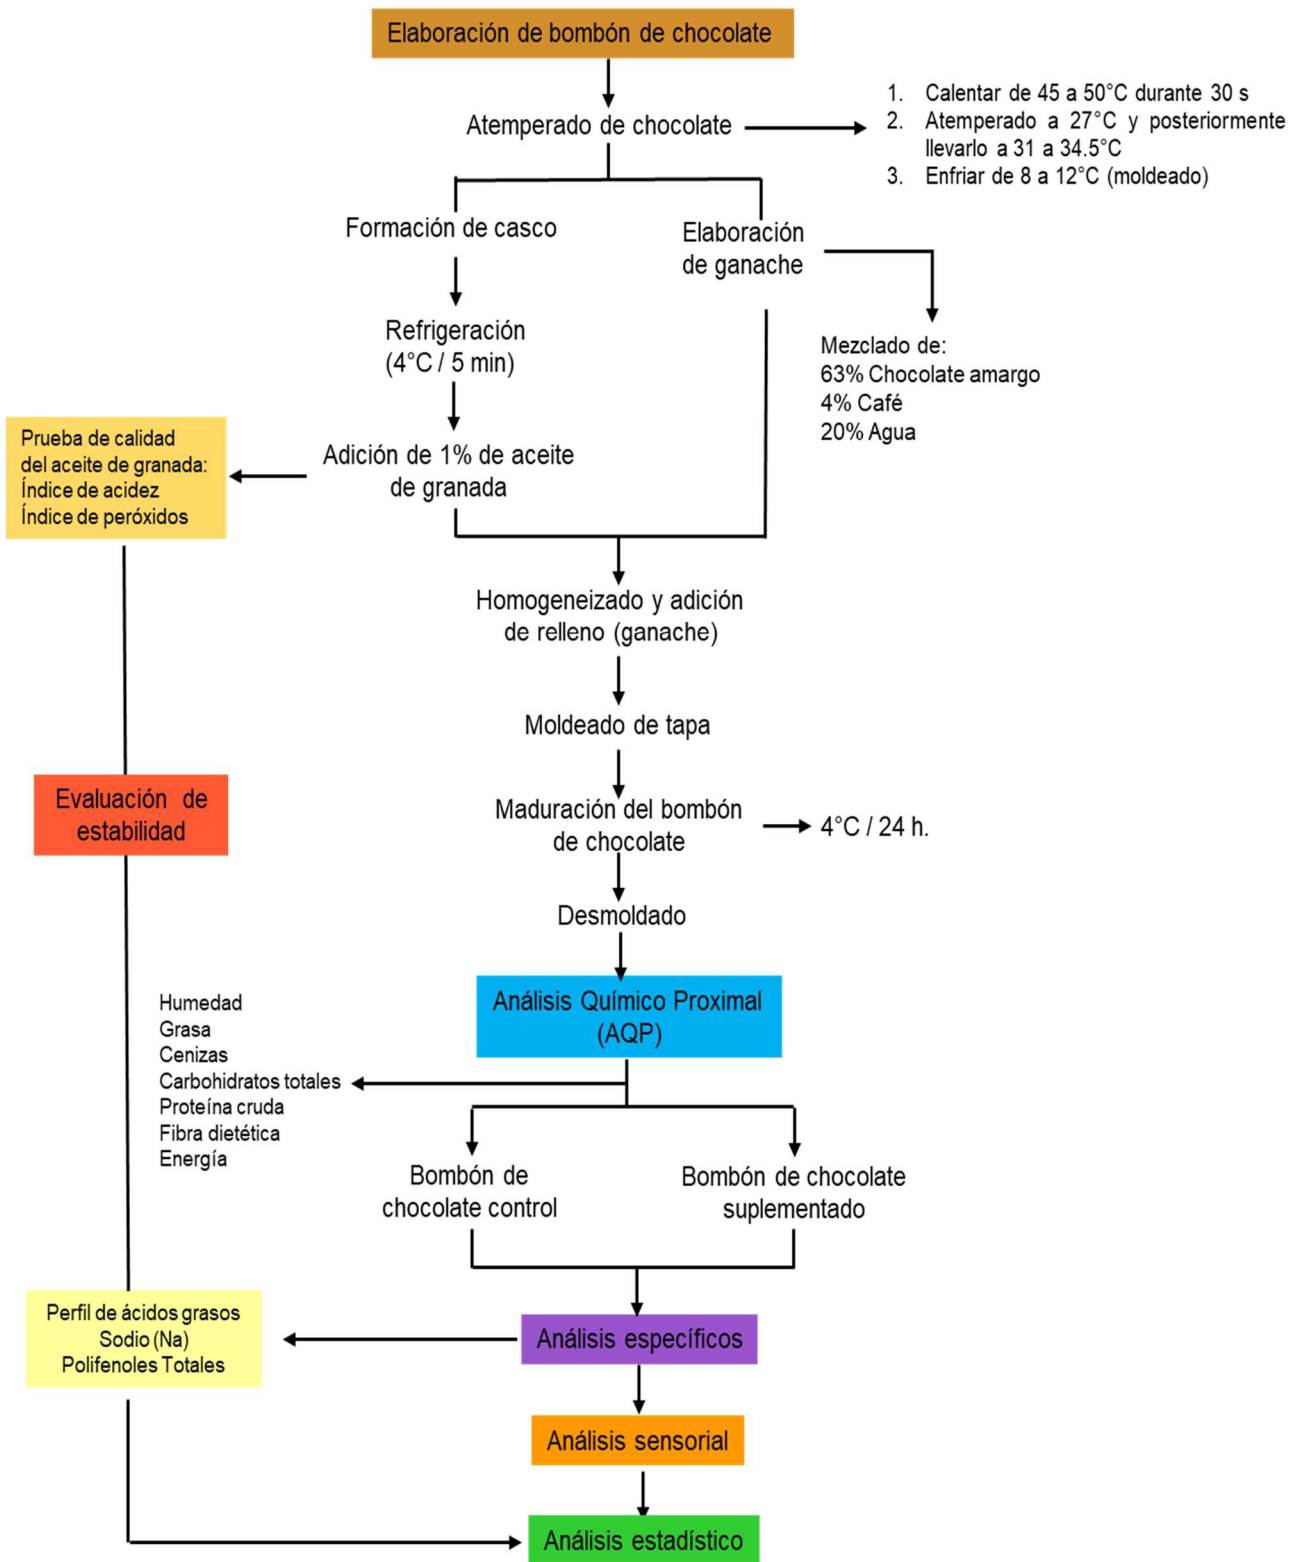 Elaboración de bombón de chocolate
Atemperado de chocolate
1. Calentar de 45 a 50°C durante 30 s
2. Atemperado a 27°C y posteriormente
llevarlo a 31 a 34.5°C
3. Enfriar de 8 a 12°C (moldeado)
Formación de casco
Elaboración
de ganache
Refrigeración
(4°C / 5 min)
Mezclado de:
63% Chocolate amargo
4% Café
20% Agua
Prueba de calidad
del aceite de granada:
Índice de acidez
Índice de peróxidos
Adición de 1% de aceite
de granada
Homogeneizado y adición
de relleno (ganache)
Moldeado de tapa
Evaluación de
estabilidad
Maduración del bombón
de chocolate
4°C / 24 h.
Desmoldado
Análisis Químico Proximal
(AQP)
Humedad
Grasa
Cenizas
Carbohidratos totales
Proteína cruda
Fibra dietética
Energía
Bombón de
chocolate control
Bombón de chocolate
suplementado
Perfil de ácidos grasos
Sodio (Na)
Polifenoles Totales
Análisis específicos
Análisis sensorial
Análisis estadístico